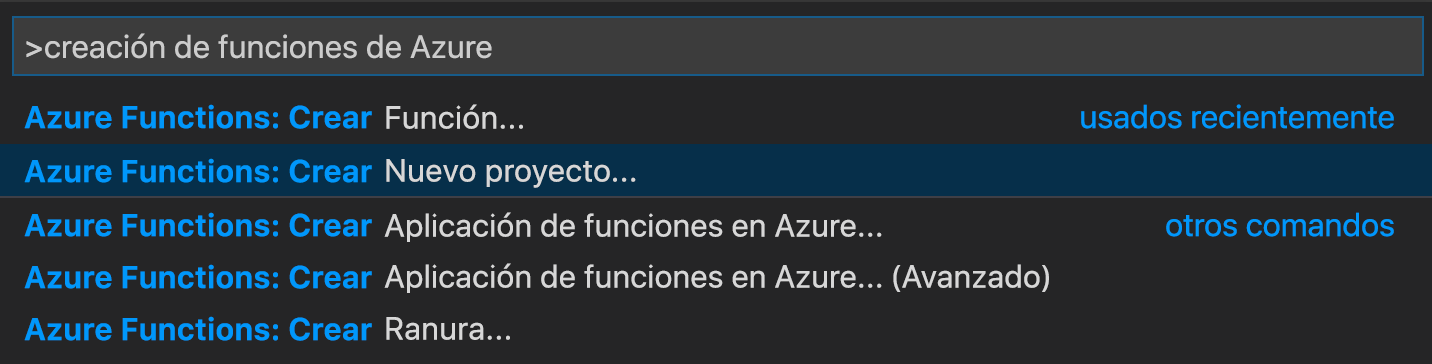 >creación de funciones de Azure
Azure Functions: Crear Función... usados recientemente
Azure Functions: Crear Nuevo proyecto...
Azure Functions: Crear Aplicación de funciones en Azure... otros comandos
Azure Functions: Crear Aplicación de funciones en Azure... (Avanzado)
Azure Functions: Crear Ranura...